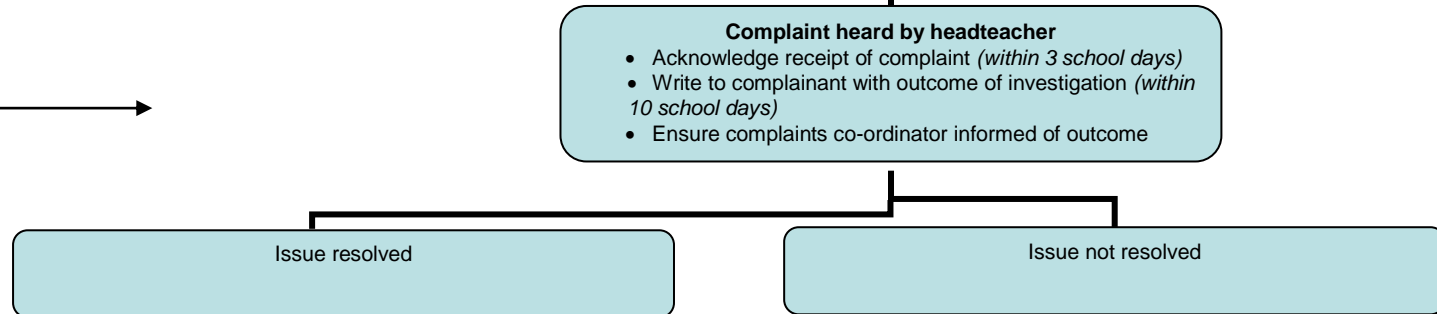 Complaint heard by headteacher
• Acknowledge receipt of complaint (within 3 school days)
• Write to complainant with outcome of investigation (within
10 school days)
• Ensure complaints co-ordinator informed of outcome
Issue resolved
Issue not resolved